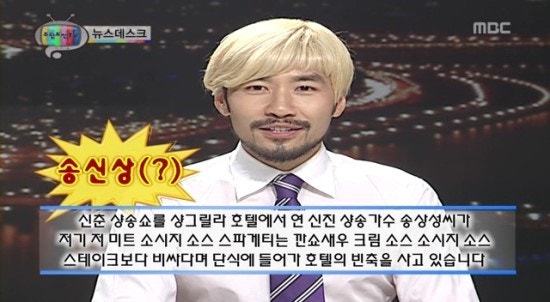 뉴스데스크
MBC
송신상(?)
신춘 샹송쇼를 샹그릴라 호텔에서 연 신진 샹송가수 송상성씨가
저기 저 미트 소시지 소스 스파게티는 깐쇼새우 크림 소스 소시지 소스
스테이크보다 비싸다며 단식에 들어가 호텔의 빈축을 사고 있습니다